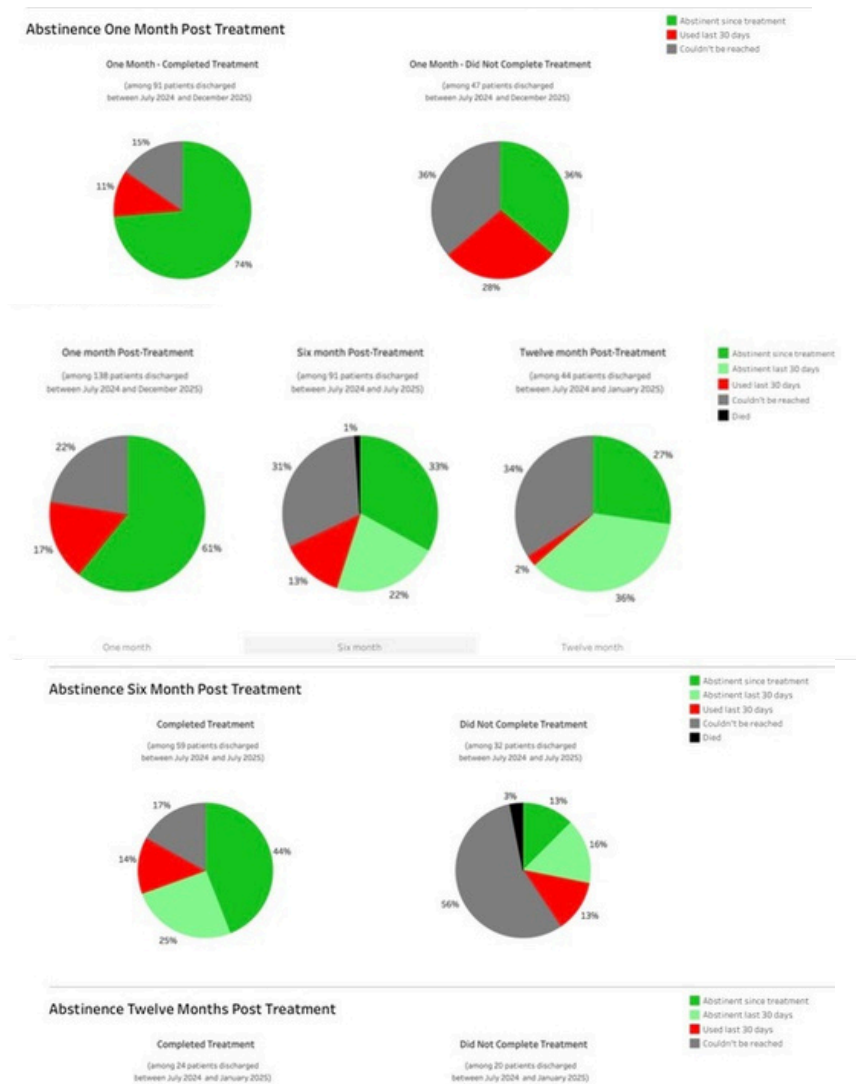 Abstinence One Month Post Treatment
Abstinent since treatment
Used last 30 days
Couldn't be reached
One Month - Completed Treatment
(among 91 patients discharged
between July 2024 and December 2025)
15%
11%
74%
One Month - Did Not Complete Treatment
(among 47 patients discharged
between July 2024 and December 2025)
36%
36%
28%
One month Post-Treatment
(among 138 patients discharged
between July 2024 and December 2025)
22%
17%
61%
Six month Post-Treatment
(among 91 patients discharged
between July 2024 and July 2025)
1%
31%
33%
13%
22%
Twelve month Post-Treatment
(among 44 patients discharged
between July 2024 and January 2025)
34%
27%
2%
36%
Abstinent since treatment
Abstinent last 30 days
Used last 30 days
Couldn't be reached
Died
One month
Six month
Twelve month
Abstinence Six Month Post Treatment
Abstinent since treatment
Abstinent last 30 days
Used last 30 days
Couldn't be reached
Died
Completed Treatment
(among 59 patients discharged
between July 2024 and July 2025)
17%
14%
44%
25%
Did Not Complete Treatment
(among 32 patients discharged
between July 2024 and July 2025)
3%
13%
16%
56%
13%
Abstinence Twelve Months Post Treatment
Abstinent since treatment
Abstinent last 30 days
Used last 30 days
Couldn't be reached
Completed Treatment
(among 24 patients discharged
between July 2024 and January 2025)
Did Not Complete Treatment
(among 20 patients discharged
between July 2024 and January 2025)